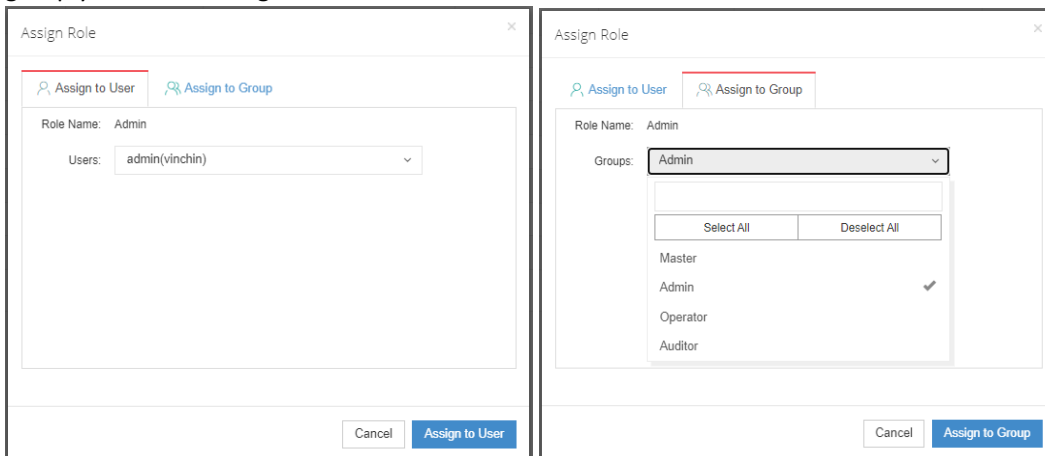 Assign Role
×
Assign to User
Assign to Group
Role Name: Admin
Users: admin(vinchin)
Cancel
Assign to User
Assign Role
×
Assign to User
Assign to Group
Role Name: Admin
Groups: Admin
Select All
Deselect All
Master
Admin
Operator
Auditor
Cancel
Assign to Group